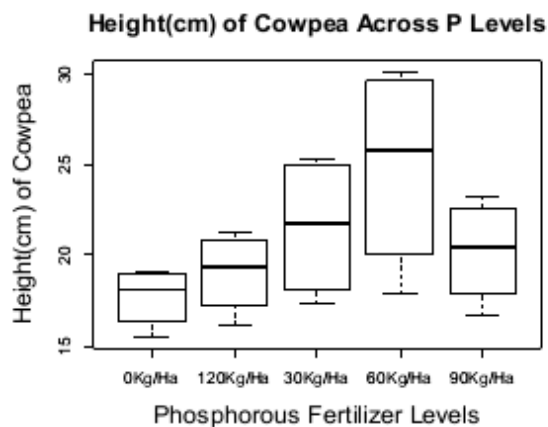 Height(cm) of Cowpea Across P Levels
Height(cm) of Cowpea
30
25
20
15
0Kg/Ha 120Kg/Ha 30Kg/Ha 60Kg/Ha 90Kg/Ha
Phosphorous Fertilizer Levels